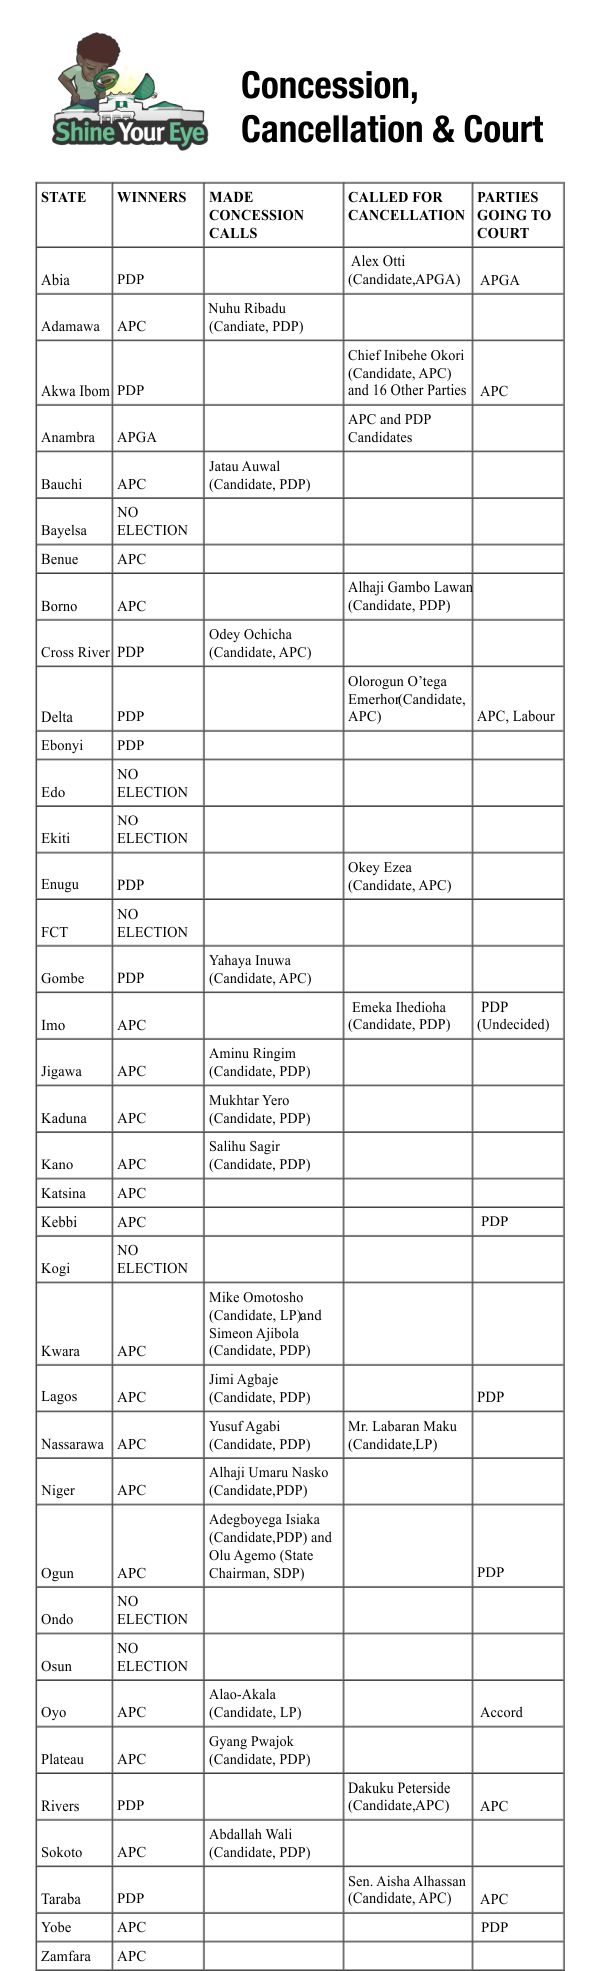 Shine Your Eye
Concession,
Cancellation & Court
STATE
WINNERS
MADE
CONCESSION
CALLS
CALLED FOR
CANCELLATION
PARTIES
GOING TO
COURT
Abia
PDP
Alex Otti
(Candidate,APGA)
APGA
Adamawa
APC
Nuhu Ribadu
(Candiate, PDP)
Akwa Ibom
PDP
Chief Inibehe Okori
(Candidate, APC)
and 16 Other Parties
APC
Anambra
APGA
APC and PDP
Candidates
Bauchi
APC
Jatau Auwal
(Candidate, PDP)
Bayelsa
NO
ELECTION
Benue
APC
Borno
APC
Alhaji Gambo Lawan
(Candidate, PDP)
Cross River
PDP
Odey Ochicha
(Candidate, APC)
Delta
PDP
Olorogun O’tega
Emerhor(Candidate,
APC)
APC, Labour
Ebonyi
PDP
Edo
NO
ELECTION
Ekiti
NO
ELECTION
Enugu
PDP
Okey Ezea
(Candidate, APC)
FCT
NO
ELECTION
Gombe
PDP
Yahaya Inuwa
(Candidate, APC)
Imo
APC
Emeka Ihedioha
(Candidate, PDP)
PDP
(Undecided)
Jigawa
APC
Aminu Ringim
(Candidate, PDP)
Kaduna
APC
Mukhtar Yero
(Candidate, PDP)
Kano
APC
Salihu Sagir
(Candidate, PDP)
Katsina
APC
Kebbi
APC
PDP
Kogi
NO
ELECTION
Kwara
APC
Mike Omotosho
(Candidate, LP)and
Simeon Ajibola
(Candidate, PDP)
Lagos
APC
Jimi Agbaje
(Candidate, PDP)
PDP
Nassarawa
APC
Yusuf Agabi
(Candidate, PDP)
Mr. Labaran Maku
(Candidate,LP)
Niger
APC
Alhaji Umaru Nasko
(Candidate,PDP)
Ogun
APC
Adegboyega Isiaka
(Candidate,PDP) and
Olu Agemo (State
Chairman, SDP)
PDP
Ondo
NO
ELECTION
Osun
NO
ELECTION
Oyo
APC
Alao-Akala
(Candidate, LP)
Accord
Plateau
APC
Gyang Pwajok
(Candidate, PDP)
Rivers
PDP
Dakuku Peterside
(Candidate,APC)
APC
Sokoto
APC
Abdallah Wali
(Candidate, PDP)
Taraba
PDP
Sen. Aisha Alhassan
(Candidate, APC)
APC
Yobe
APC
PDP
Zamfara
APC